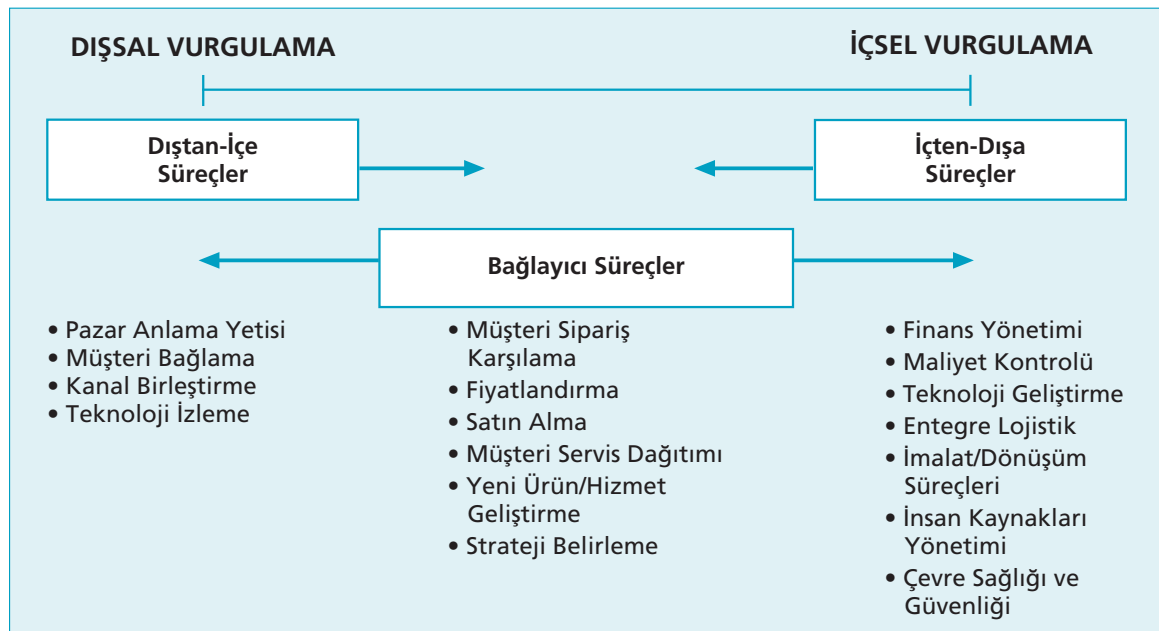 DIŞSAL VURGULAMA
İÇSEL VURGULAMA
Dıştan-İçe
Süreçler
İçten-Dışa
Süreçler
Bağlayıcı Süreçler
• Pazar Anlama Yetisi
• Müşteri Bağlama
• Kanal Birleştirme
• Teknoloji İzleme
• Müşteri Sipariş
Karşılama
• Fiyatlandırma
• Satın Alma
• Müşteri Servis Dağıtımı
• Yeni Ürün/Hizmet
Geliştirme
• Strateji Belirleme
• Finans Yönetimi
• Maliyet Kontrolü
• Teknoloji Geliştirme
• Entegre Lojistik
• İmalat/Dönüşüm
Süreçleri
• İnsan Kaynakları
Yönetimi
• Çevre Sağlığı ve
Güvenliği